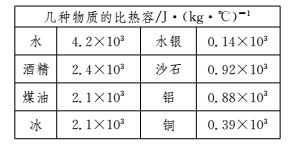 几种物质的比热容/J·(kg·℃)⁻¹
水 4.2×10³ 水银 0.14×10³
酒精 2.4×10³ 沙石 0.92×10³
煤油 2.1×10³ 铝 0.88×10³
冰 2.1×10³ 铜 0.39×10³